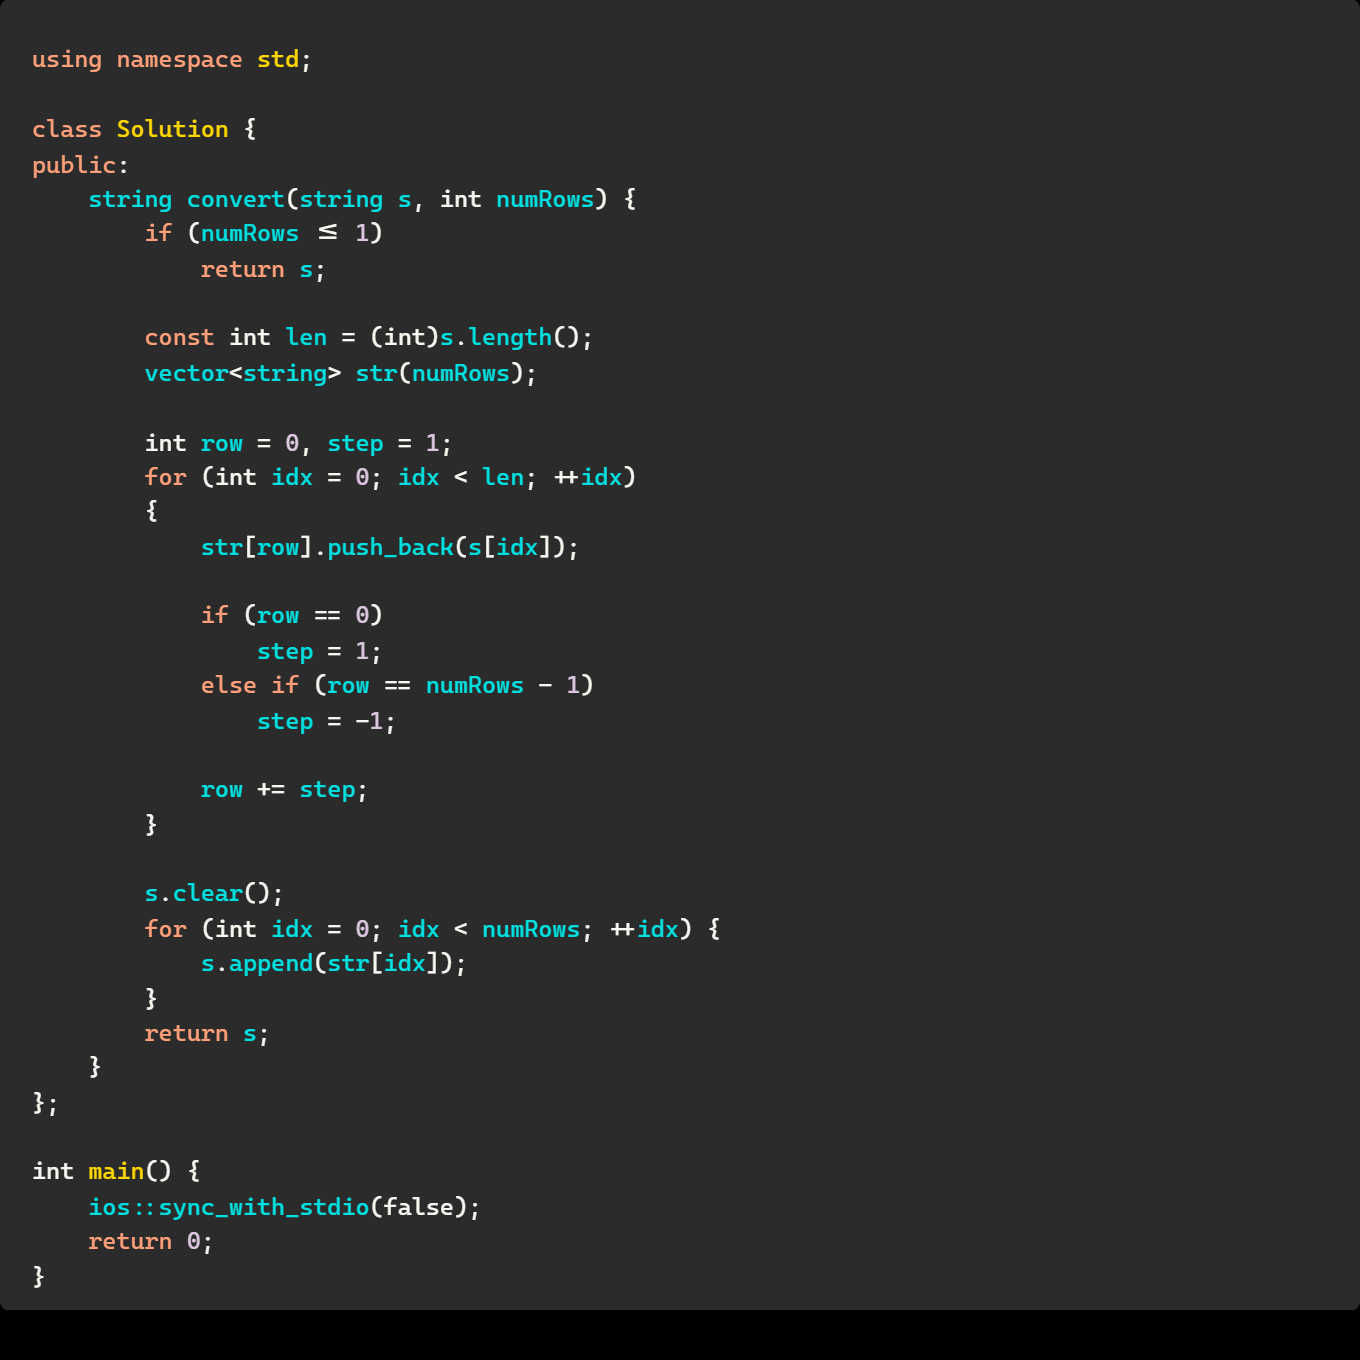 using namespace std;
class Solution {
public:
    string convert(string s, int numRows) {
        if (numRows <= 1)
            return s;
        const int len = (int)s.length();
        vector<string> str(numRows);
        int row = 0, step = 1;
        for (int idx = 0; idx < len; ++idx)
        {
            str[row].push_back(s[idx]);
            if (row == 0)
                step = 1;
            else if (row == numRows - 1)
                step = -1;
            row += step;
        }
        s.clear();
        for (int idx = 0; idx < numRows; ++idx) {
            s.append(str[idx]);
        }
        return s;
    }
};
int main() {
    ios::sync_with_stdio(false);
    return 0;
}